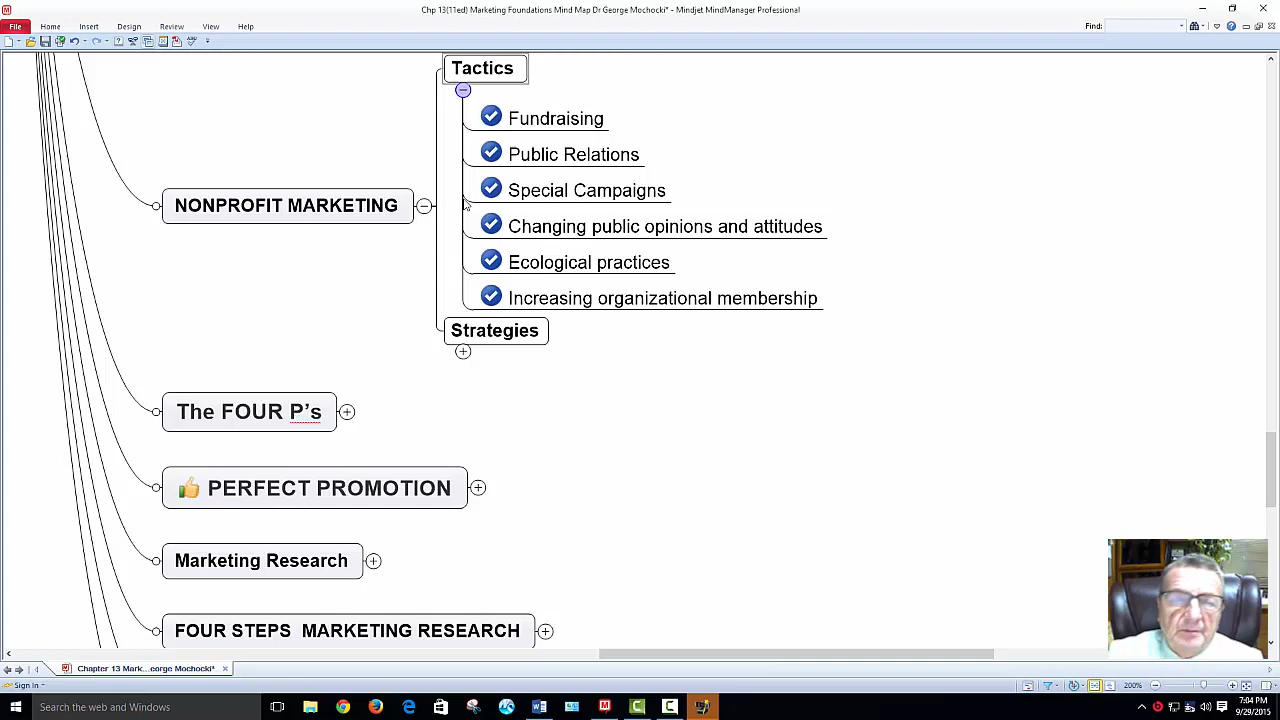 Chp 13(11ed) Marketing Foundations Mind Map Dr George Mochocki* - Mindjet MindManager Professional
File Home Insert Design Review View Help Find:
Tactics
Fundraising
Public Relations
Special Campaigns
NONPROFIT MARKETING
Changing public opinions and attitudes
Ecological practices
Increasing organizational membership
Strategies
The FOUR P's
PERFECT PROMOTION
Marketing Research
FOUR STEPS MARKETING RESEARCH
Chapter 13 Mark...eorge Mochocki*
Sign In
200%
Search the web and Windows
7:04 PM
9/29/2015